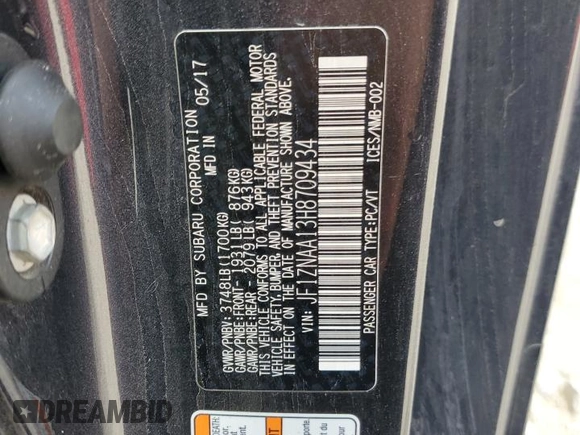 MFD BY SUBARU CORPORATION 05/17
MFD IN
GVWR/PNBV: 3748LB(1700KG)
GAWR/PNBE:FRONT- 1931LB( 876KG)
GAWR/PNBE:REAR - 2079LB( 943KG)
THIS VEHICLE CONFORMS TO ALL APPLICABLE FEDERAL MOTOR
VEHICLE SAFETY, BUMPER, AND THEFT PREVENTION STANDARDS
IN EFFECT ON THE DATE OF MANUFACTURE SHOWN ABOVE.
VIN: JF1ZNAA13H8709434
PASSENGER CAR TYPE:PC/VT ICES/NMB-002
DREAMBID